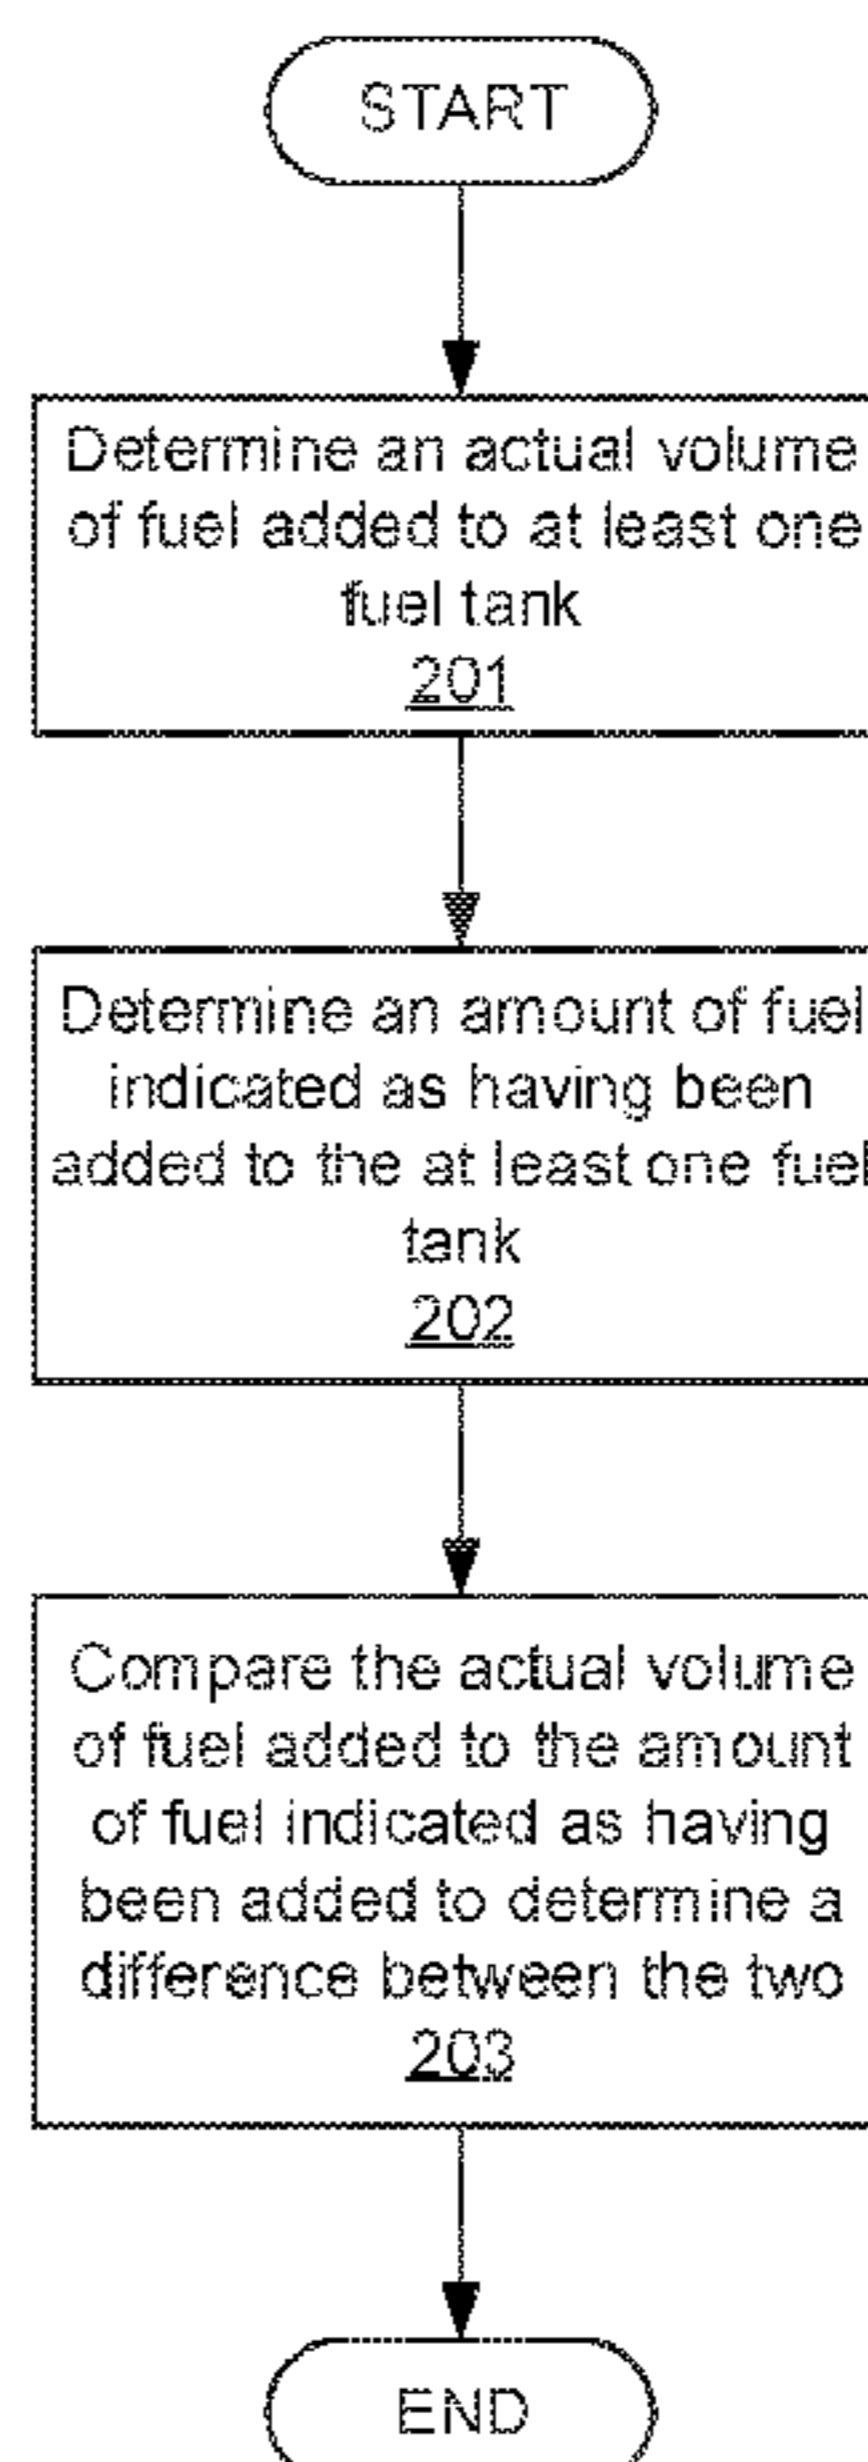 START
Determine an actual volume
of fuel added to at least one
fuel tank
201
Determine an amount of fuel
indicated as having been
added to the at least one fuel
tank
202
Compare the actual volume
of fuel added to the amount
of fuel indicated as having
been added to determine a
difference between the two
203
END